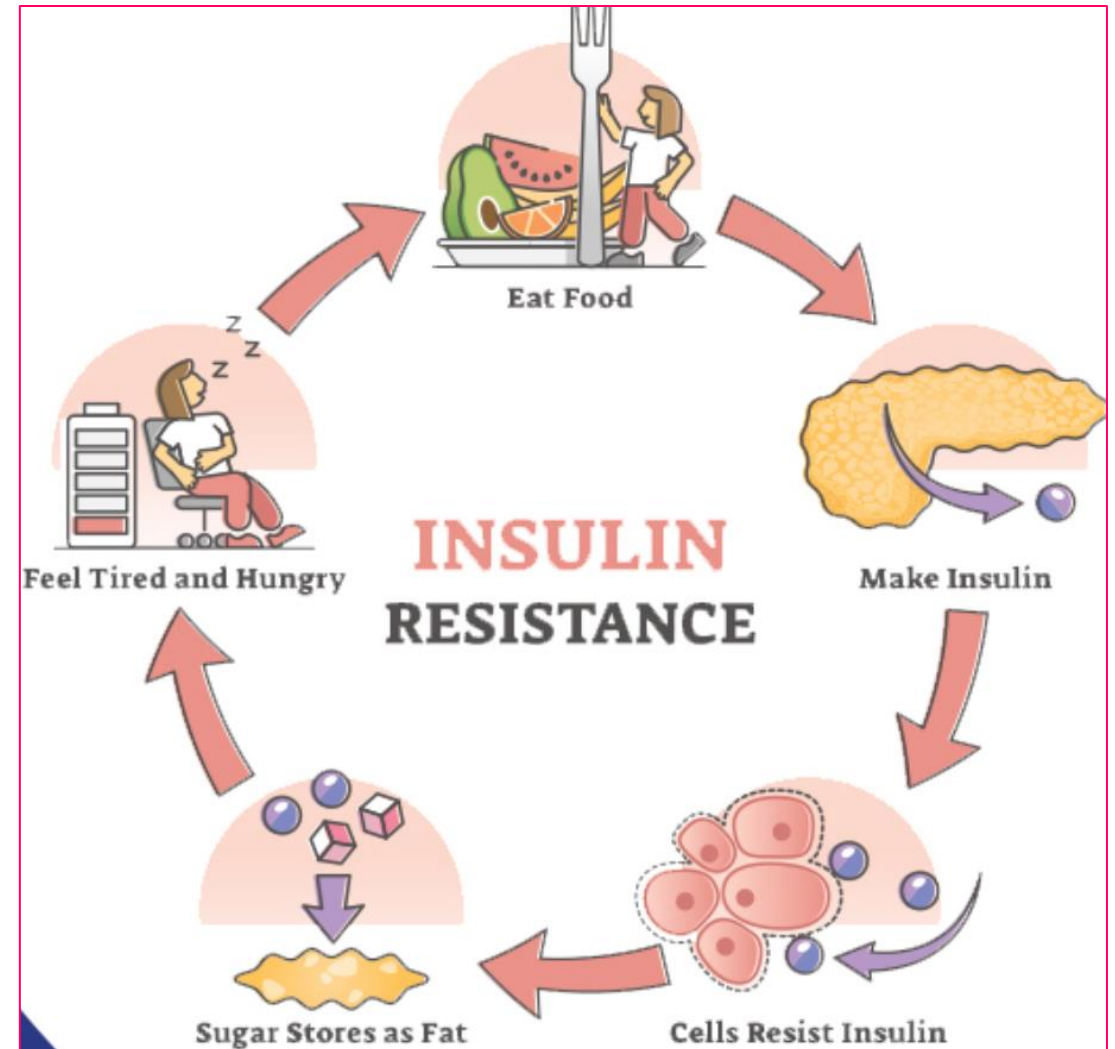 Eat Food
Z
Z
Z
Feel Tired and Hungry
INSULIN
RESISTANCE
Make Insulin
Sugar Stores as Fat
Cells Resist Insulin